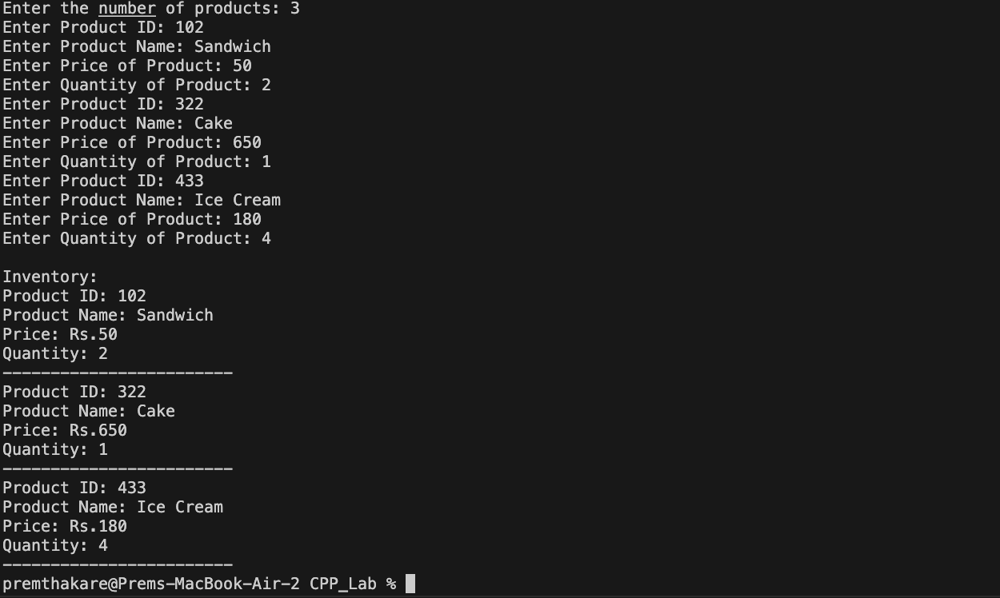 Enter the number of products: 3
Enter Product ID: 102
Enter Product Name: Sandwich
Enter Price of Product: 50
Enter Quantity of Product: 2
Enter Product ID: 322
Enter Product Name: Cake
Enter Price of Product: 650
Enter Quantity of Product: 1
Enter Product ID: 433
Enter Product Name: Ice Cream
Enter Price of Product: 180
Enter Quantity of Product: 4

Inventory:
Product ID: 102
Product Name: Sandwich
Price: Rs.50
Quantity: 2
------------------------
Product ID: 322
Product Name: Cake
Price: Rs.650
Quantity: 1
------------------------
Product ID: 433
Product Name: Ice Cream
Price: Rs.180
Quantity: 4
------------------------
premthakare@Prems-MacBook-Air-2 CPP_Lab %